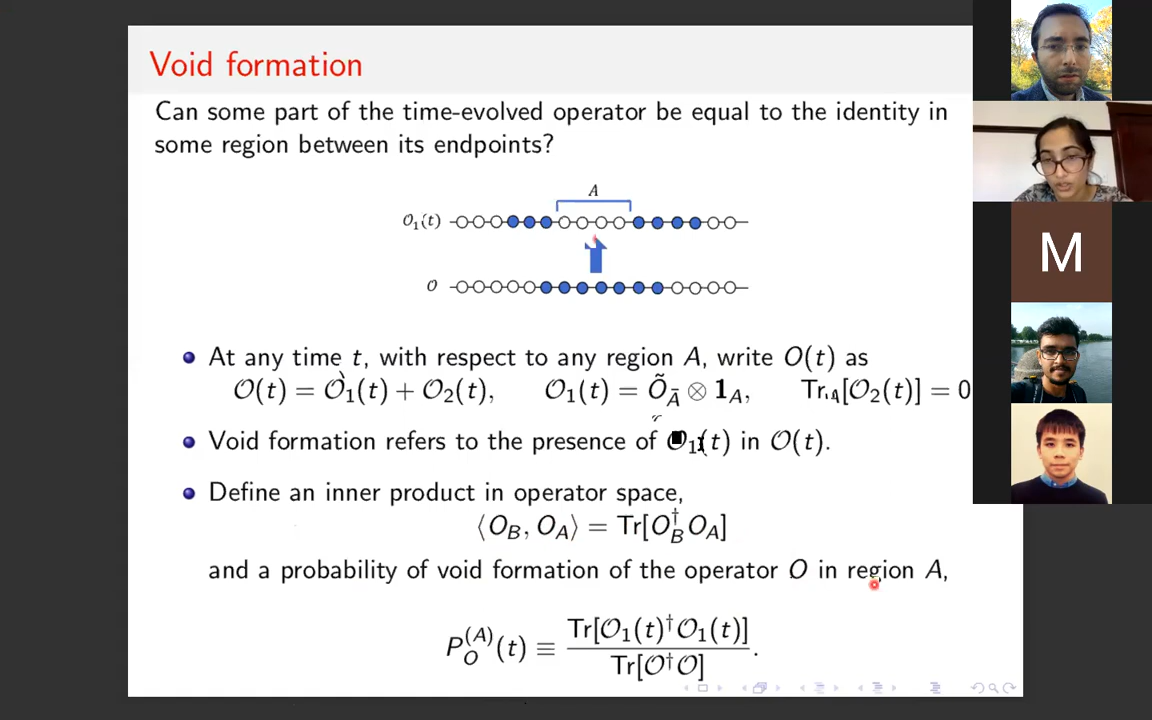 Void formation
Can some part of the time-evolved operator be equal to the identity in
some region between its endpoints?
A
𝒪₁(t)
𝒪
At any time t, with respect to any region A, write O(t) as
𝒪(t) = 𝒪₁(t) + 𝒪₂(t), 𝒪₁(t) = Õ_Ā ⊗ 𝟏_A, Tr_A[𝒪₂(t)] = 0
Void formation refers to the presence of 𝒪₁(t) in 𝒪(t).
Define an inner product in operator space,
⟨O_B, O_A⟩ = Tr[O_B^† O_A]
and a probability of void formation of the operator O in region A,
P_O^(A)(t) ≡ Tr[𝒪₁(t)†𝒪₁(t)] / Tr[𝒪†𝒪] .
M